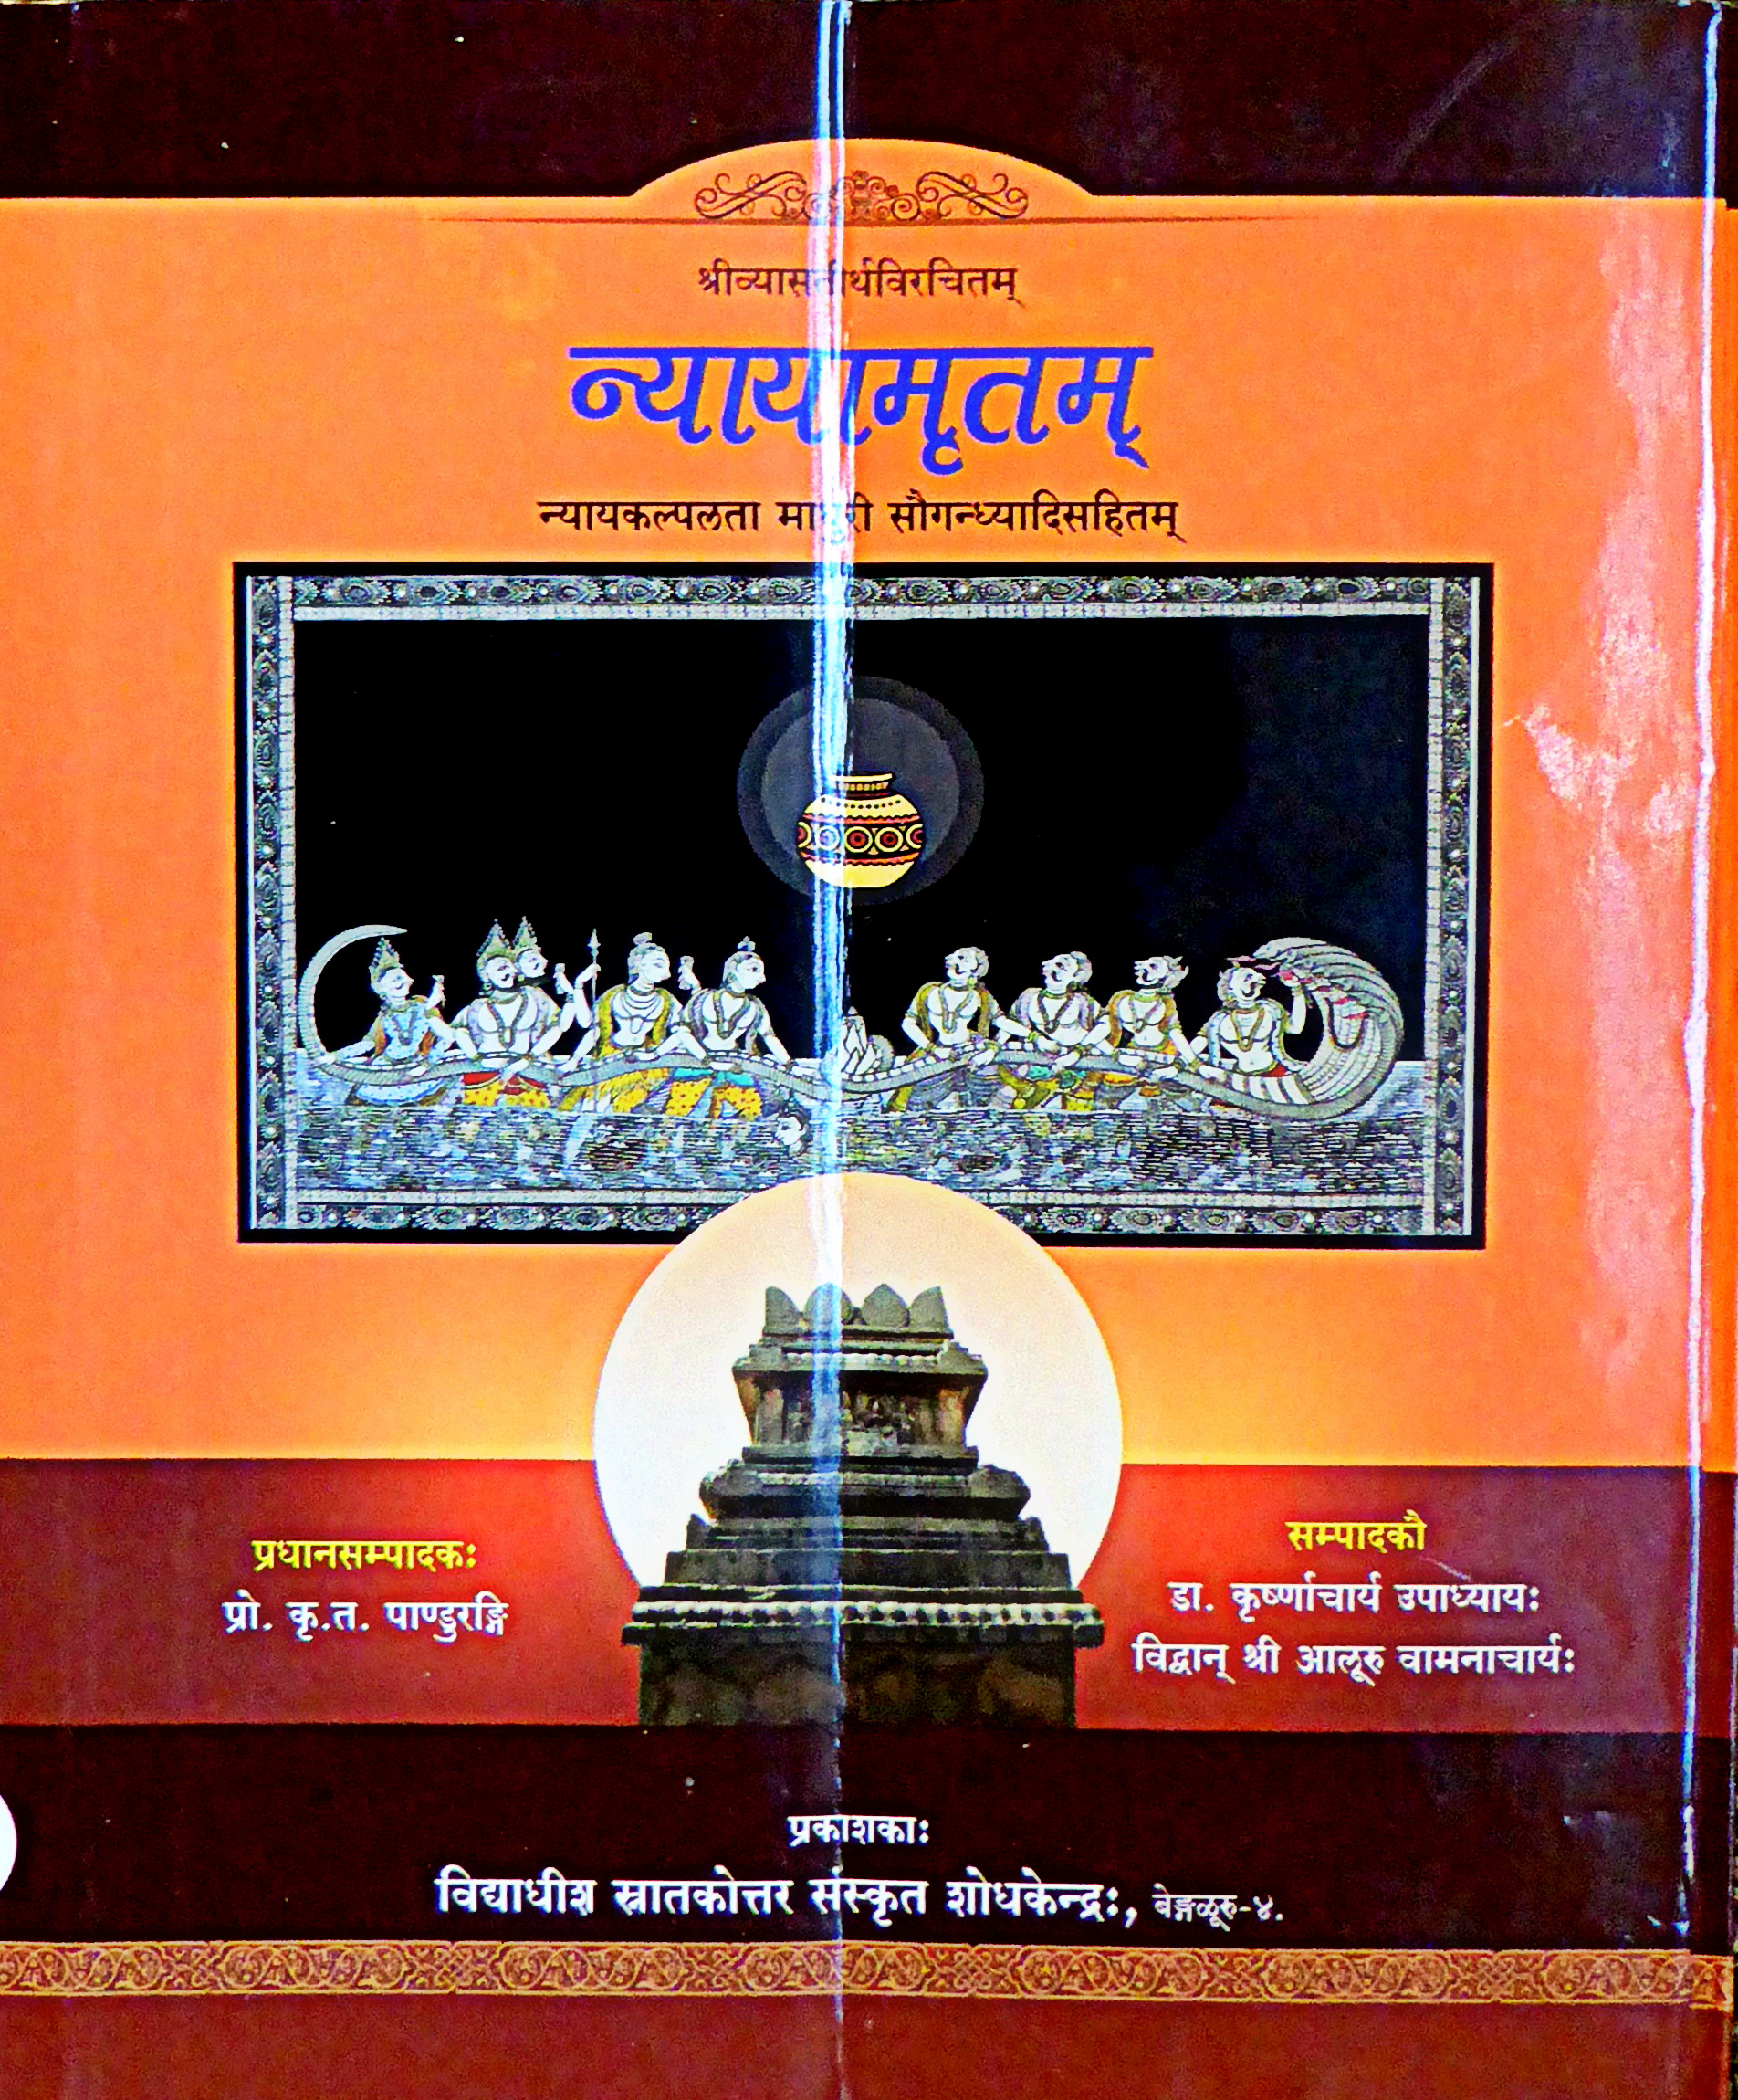 श्रीव्यासतीर्थविरचितम्
न्यायामृतम्
न्यायकल्पलता माथुरी सौगन्ध्यादिसहितम्
प्रधानसम्पादकः
प्रो. कृ.त. पाण्डुरङ्गि
सम्पादकौ
डा. कृर्ष्णाचार्य उपाध्यायः
विद्वान् श्री आलूरु वामनाचार्यः
प्रकाशकाः
विद्याधीश स्नातकोत्तर संस्कृत शोधकेन्द्रः, बेङ्गळूरु-४.